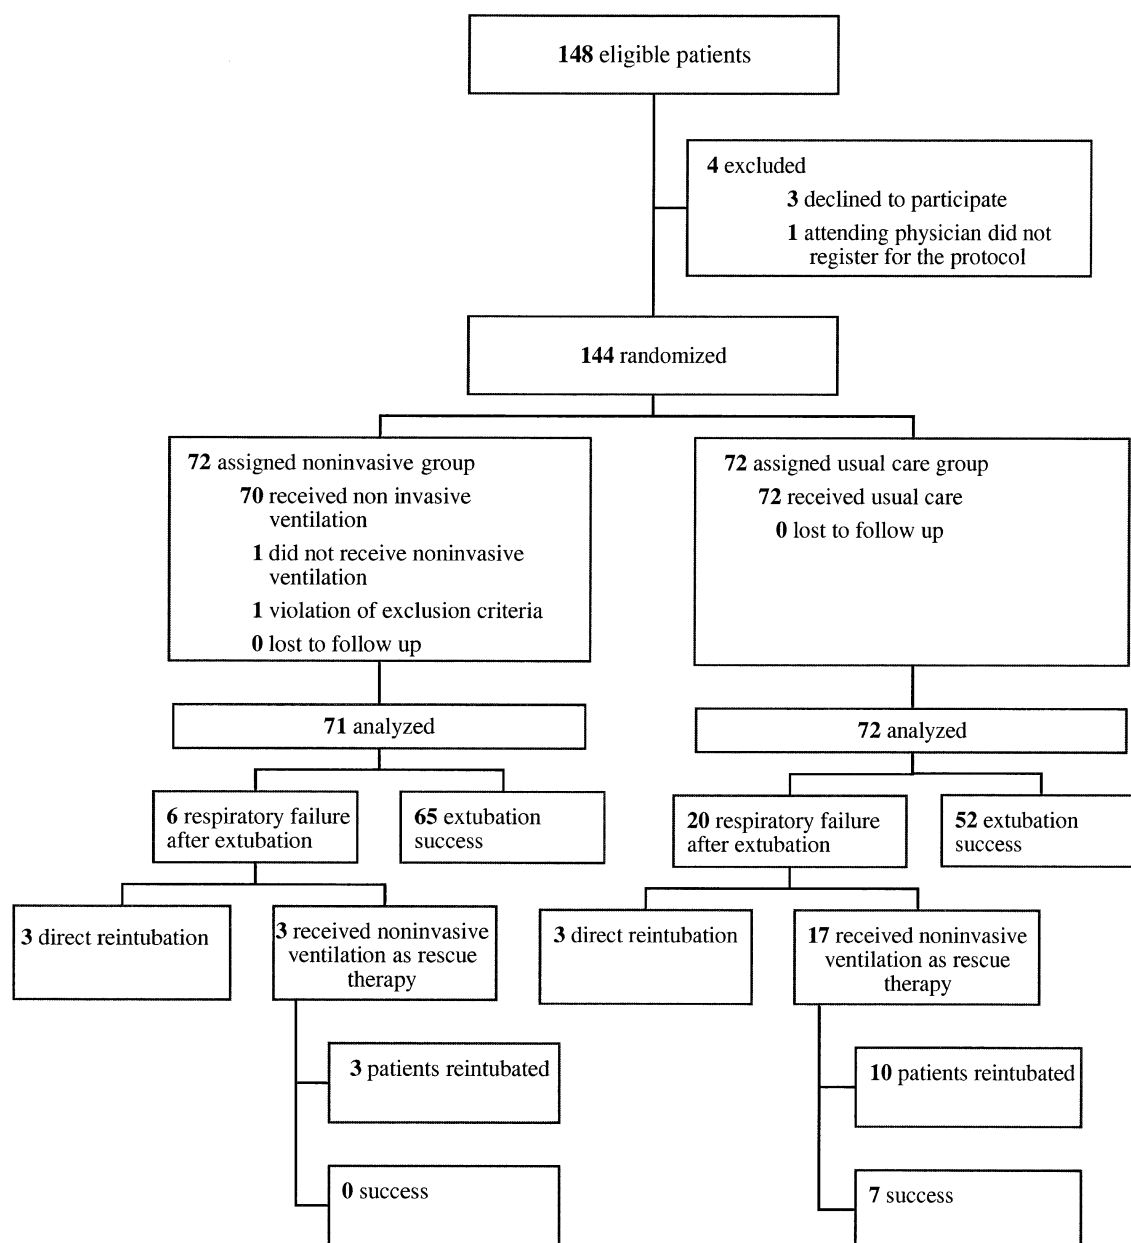 148 eligible patients
4 excluded
3 declined to participate
1 attending physician did not
register for the protocol
144 randomized
72 assigned noninvasive group
70 received non invasive
ventilation
1 did not receive noninvasive
ventilation
1 violation of exclusion criteria
0 lost to follow up
72 assigned usual care group
72 received usual care
0 lost to follow up
71 analyzed
72 analyzed
6 respiratory failure
after extubation
65 extubation
success
20 respiratory failure
after extubation
52 extubation
success
3 direct reintubation
3 received noninvasive
ventilation as rescue
therapy
3 direct reintubation
17 received noninvasive
ventilation as rescue
therapy
3 patients reintubated
10 patients reintubated
0 success
7 success